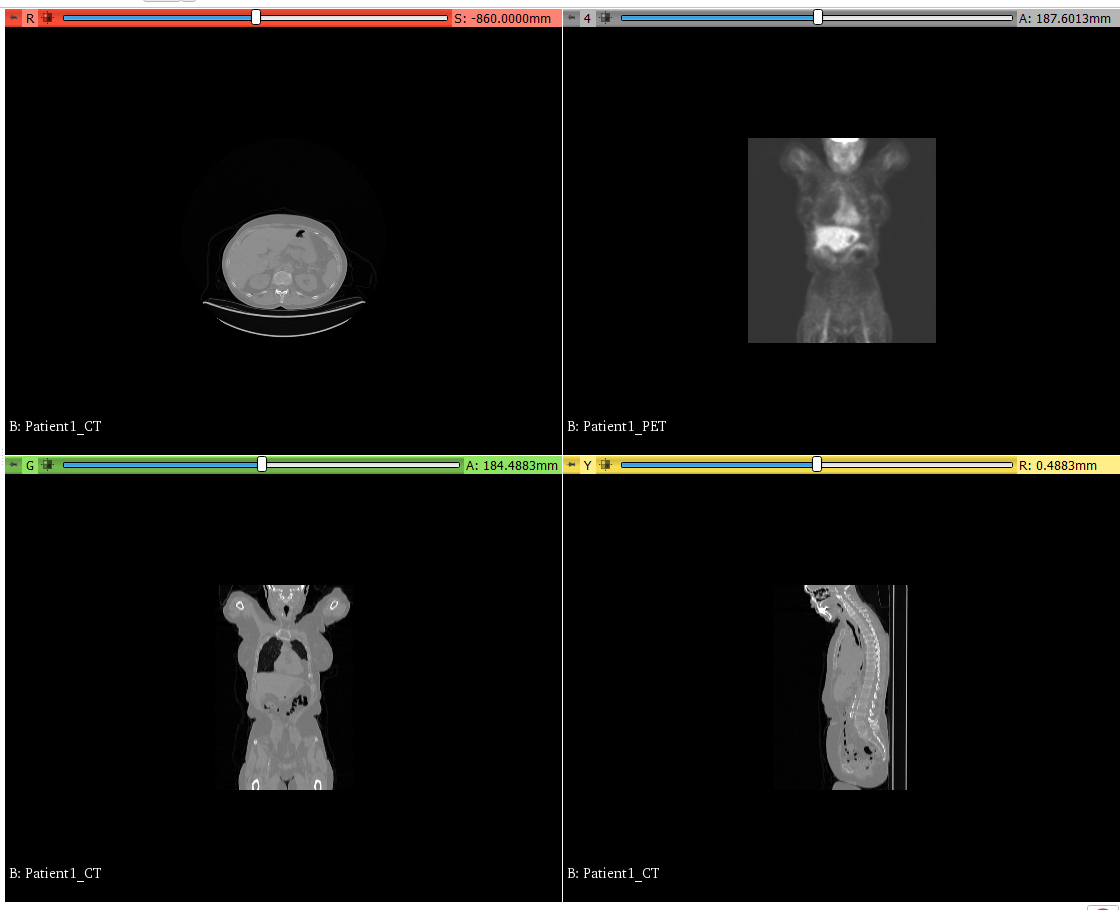 R S: -860.0000mm
4 A: 187.6013mm
B: Patient1_CT
B: Patient1_PET
G A: 184.4883mm
Y R: 0.4883mm
B: Patient1_CT
B: Patient1_CT